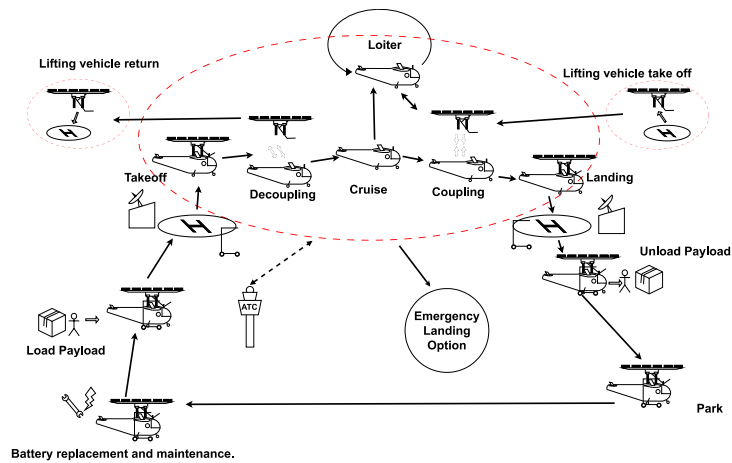 Loiter
Lifting vehicle return
Lifting vehicle take off
Takeoff
Decoupling
Cruise
Coupling
Landing
H
H
H
H
Unload Payload
ATC
Emergency
Landing
Option
Load Payload
Park
Battery replacement and maintenance.